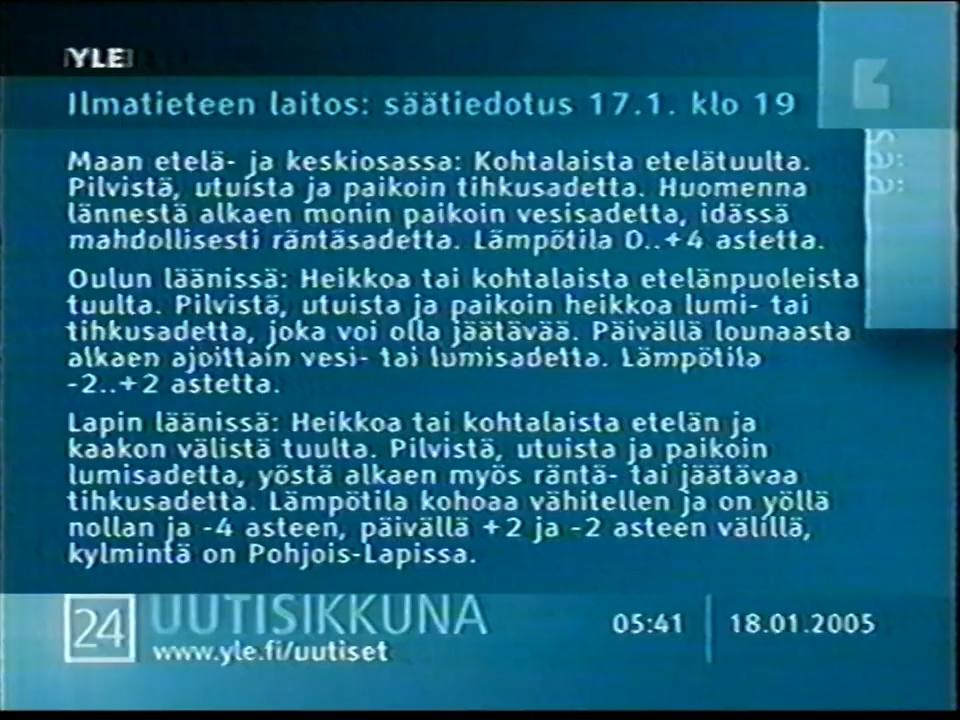 YLE
Ilmatieteen laitos: säätiedotus 17.1. klo 19
sää:
Maan etelä- ja keskiosassa: Kohtalaista etelätuulta.
Pilvistä, utuista ja paikoin tihkusadetta. Huomenna
lännestä alkaen monin paikoin vesisadetta, idässä
mahdollisesti räntäsadetta. Lämpötila 0..+4 astetta.
Oulun läänissä: Heikkoa tai kohtalaista etelänpuoleista
tuulta. Pilvistä, utuista ja paikoin heikkoa lumi- tai
tihkusadetta, joka voi olla jäätävää. Päivällä lounaasta
alkaen ajoittain vesi- tai lumisadetta. Lämpötila
-2..+2 astetta.
Lapin läänissä: Heikkoa tai kohtalaista etelän ja
kaakon välistä tuulta. Pilvistä, utuista ja paikoin
lumisadetta, yöstä alkaen myös räntä- tai jäätävaa
tihkusadetta. Lämpötila kohoaa vähitellen ja on yöllä
nollan ja -4 asteen, päivällä +2 ja -2 asteen välillä,
kylmintä on Pohjois-Lapissa.
24 UUTISIKKUNA
www.yle.fi/uutiset
05:41 18.01.2005